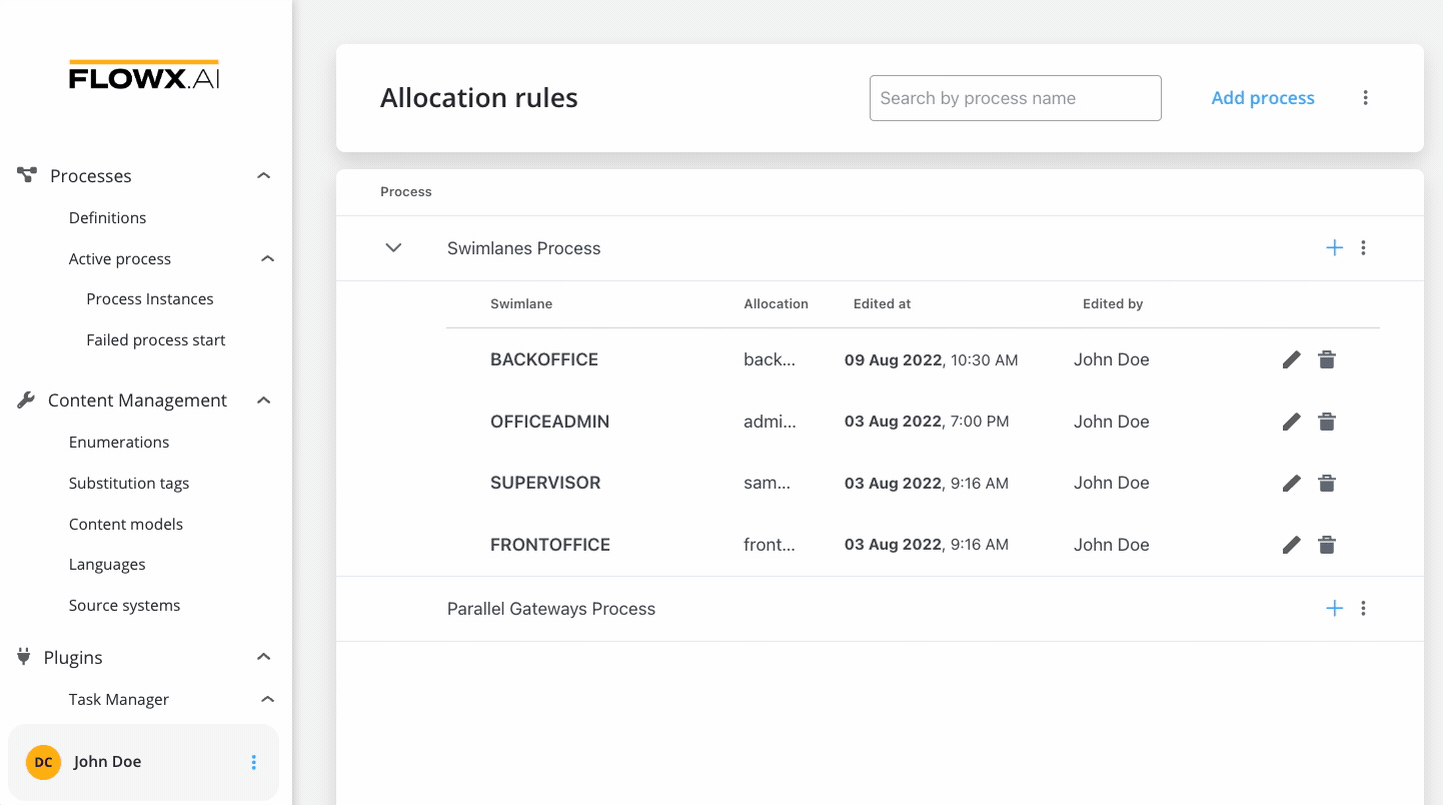 FLOWX.AI
Processes
Definitions
Active process
Process Instances
Failed process start
Content Management
Enumerations
Substitution tags
Content models
Languages
Source systems
Plugins
Task Manager
DC John Doe
Allocation rules Search by process name Add process
Process
Swimlanes Process
Swimlane Allocation Edited at Edited by
BACKOFFICE back... 09 Aug 2022, 10:30 AM John Doe
OFFICEADMIN admi... 03 Aug 2022, 7:00 PM John Doe
SUPERVISOR sam... 03 Aug 2022, 9:16 AM John Doe
FRONTOFFICE front... 03 Aug 2022, 9:16 AM John Doe
Parallel Gateways Process